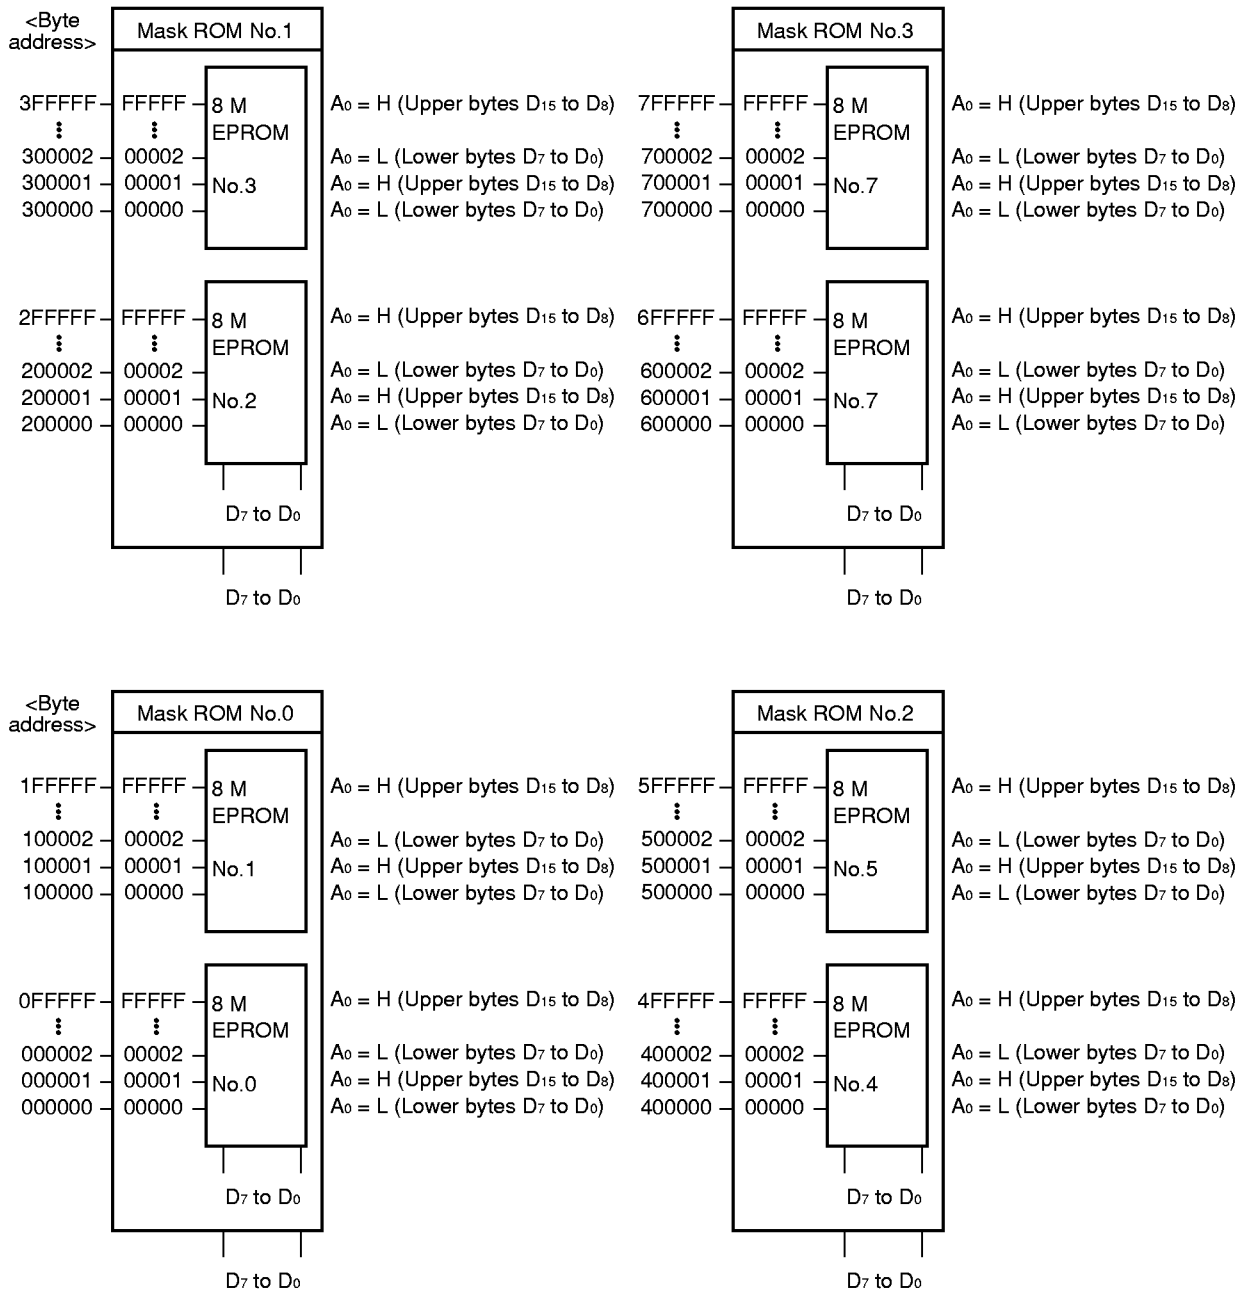 <Byte
address>
Mask ROM No.1
3FFFFF FFFFF 8 M A0 = H (Upper bytes D15 to D8)
EPROM
300002 00002 A0 = L (Lower bytes D7 to D0)
300001 00001 No.3 A0 = H (Upper bytes D15 to D8)
300000 00000 A0 = L (Lower bytes D7 to D0)
2FFFFF FFFFF 8 M A0 = H (Upper bytes D15 to D8)
EPROM
200002 00002 A0 = L (Lower bytes D7 to D0)
200001 00001 No.2 A0 = H (Upper bytes D15 to D8)
200000 00000 A0 = L (Lower bytes D7 to D0)
D7 to D0
D7 to D0
Mask ROM No.3
7FFFFF FFFFF 8 M A0 = H (Upper bytes D15 to D8)
EPROM
700002 00002 A0 = L (Lower bytes D7 to D0)
700001 00001 No.7 A0 = H (Upper bytes D15 to D8)
700000 00000 A0 = L (Lower bytes D7 to D0)
6FFFFF FFFFF 8 M A0 = H (Upper bytes D15 to D8)
EPROM
600002 00002 A0 = L (Lower bytes D7 to D0)
600001 00001 No.7 A0 = H (Upper bytes D15 to D8)
600000 00000 A0 = L (Lower bytes D7 to D0)
D7 to D0
D7 to D0
<Byte
address>
Mask ROM No.0
1FFFFF FFFFF 8 M A0 = H (Upper bytes D15 to D8)
EPROM
100002 00002 A0 = L (Lower bytes D7 to D0)
100001 00001 No.1 A0 = H (Upper bytes D15 to D8)
100000 00000 A0 = L (Lower bytes D7 to D0)
0FFFFF FFFFF 8 M A0 = H (Upper bytes D15 to D8)
EPROM
000002 00002 A0 = L (Lower bytes D7 to D0)
000001 00001 No.0 A0 = H (Upper bytes D15 to D8)
000000 00000 A0 = L (Lower bytes D7 to D0)
D7 to D0
D7 to D0
Mask ROM No.2
5FFFFF FFFFF 8 M A0 = H (Upper bytes D15 to D8)
EPROM
500002 00002 A0 = L (Lower bytes D7 to D0)
500001 00001 No.5 A0 = H (Upper bytes D15 to D8)
500000 00000 A0 = L (Lower bytes D7 to D0)
4FFFFF FFFFF 8 M A0 = H (Upper bytes D15 to D8)
EPROM
400002 00002 A0 = L (Lower bytes D7 to D0)
400001 00001 No.4 A0 = H (Upper bytes D15 to D8)
400000 00000 A0 = L (Lower bytes D7 to D0)
D7 to D0
D7 to D0